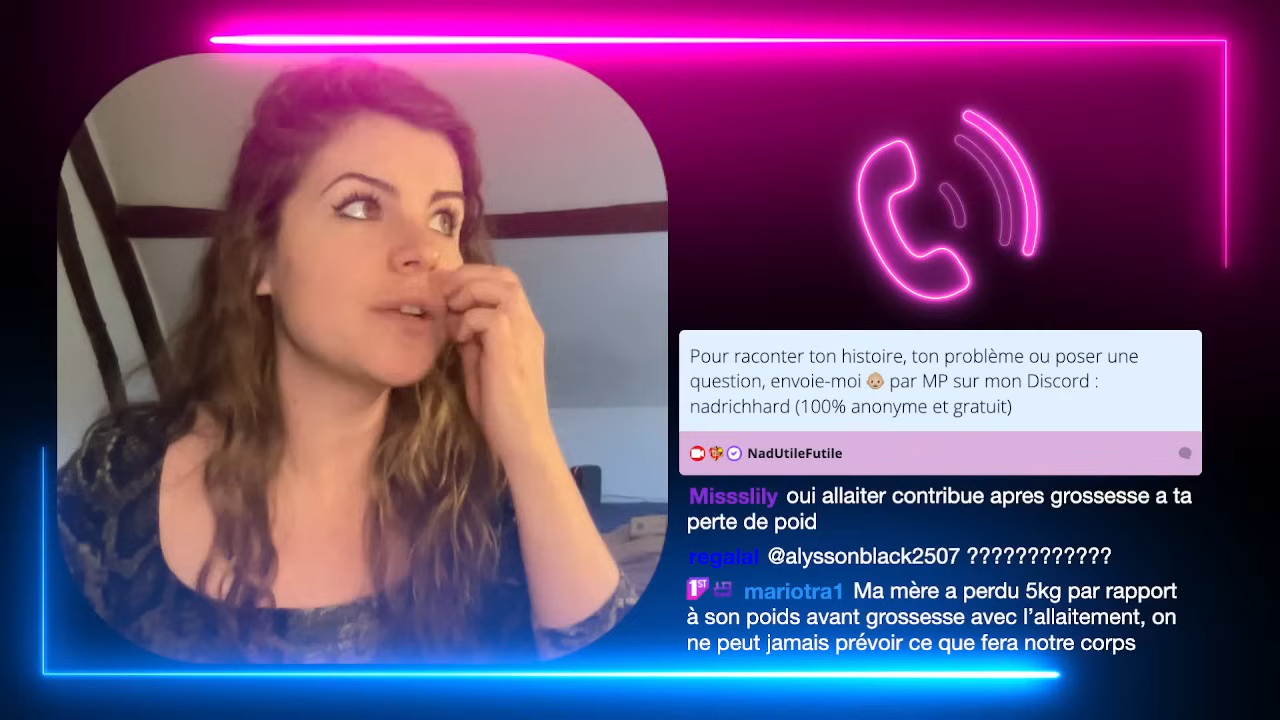 Pour raconter ton histoire, ton problème ou poser une
question, envoie-moi 👶🏼 par MP sur mon Discord :
nadrichhard (100% anonyme et gratuit)
NadUtileFutile
Missslily oui allaiter contribue apres grossesse a ta
perte de poid
regalal @alyssonblack2507 ????????????
1ST mariotra1 Ma mère a perdu 5kg par rapport
à son poids avant grossesse avec l’allaitement, on
ne peut jamais prévoir ce que fera notre corps